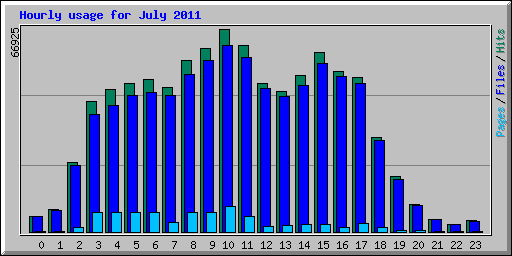 Hourly usage for July 2011
66925
Pages / Files / Hits
0 1 2 3 4 5 6 7 8 9 10 11 12 13 14 15 16 17 18 19 20 21 22 23